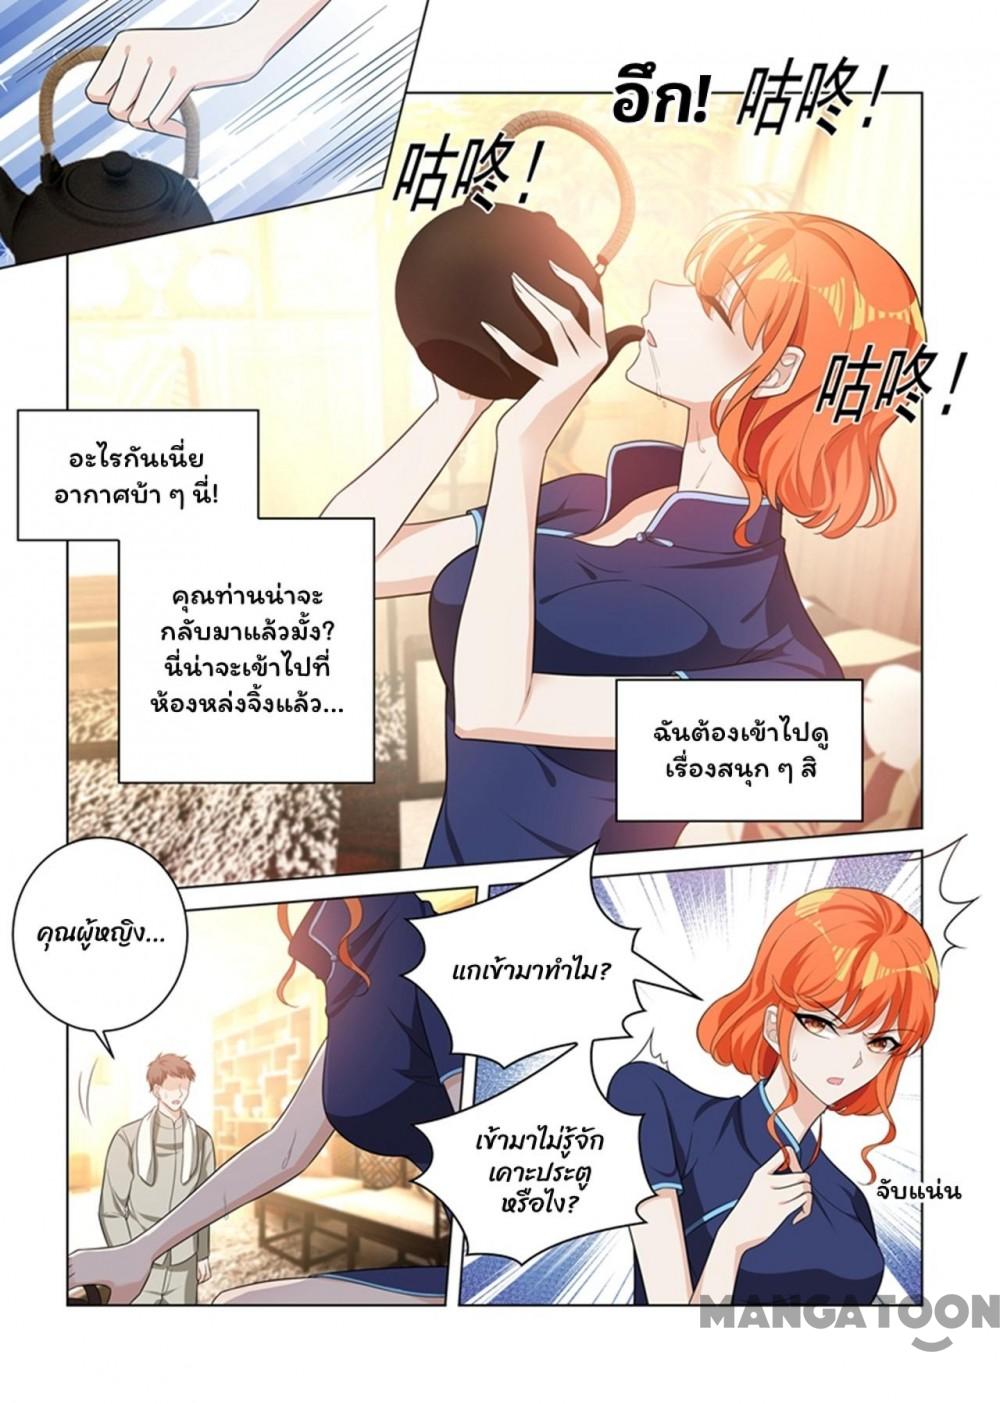 อึก! 咕咚!
咕咚!
咕咚!
อะไรกันเนี่ย
อากาศบ้า ๆ นี่!
คุณท่านน่าจะ
กลับมาแล้วมั้ง?
นี่น่าจะเข้าไปที่
ห้องหล่งจิ้งแล้ว...
ฉันต้องเข้าไปดู
เรื่องสนุก ๆ สิ
คุณผู้หญิง...
แกเข้ามาทำไม?
เข้ามาไม่รู้จัก
เคาะประตู
หรือไง?
จับแน่น
MANGATOON